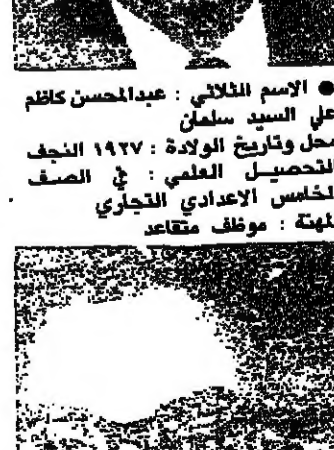 ● الاسم الثلاثي : عبدالمحسن كاظم
علي السيد سلمان
محل وتاريخ الولادة : ١٩٢٧ النجف
التحصيل العلمي : في الصف
الخامس الاعدادي التجاري
المهنة : موظف متقاعد